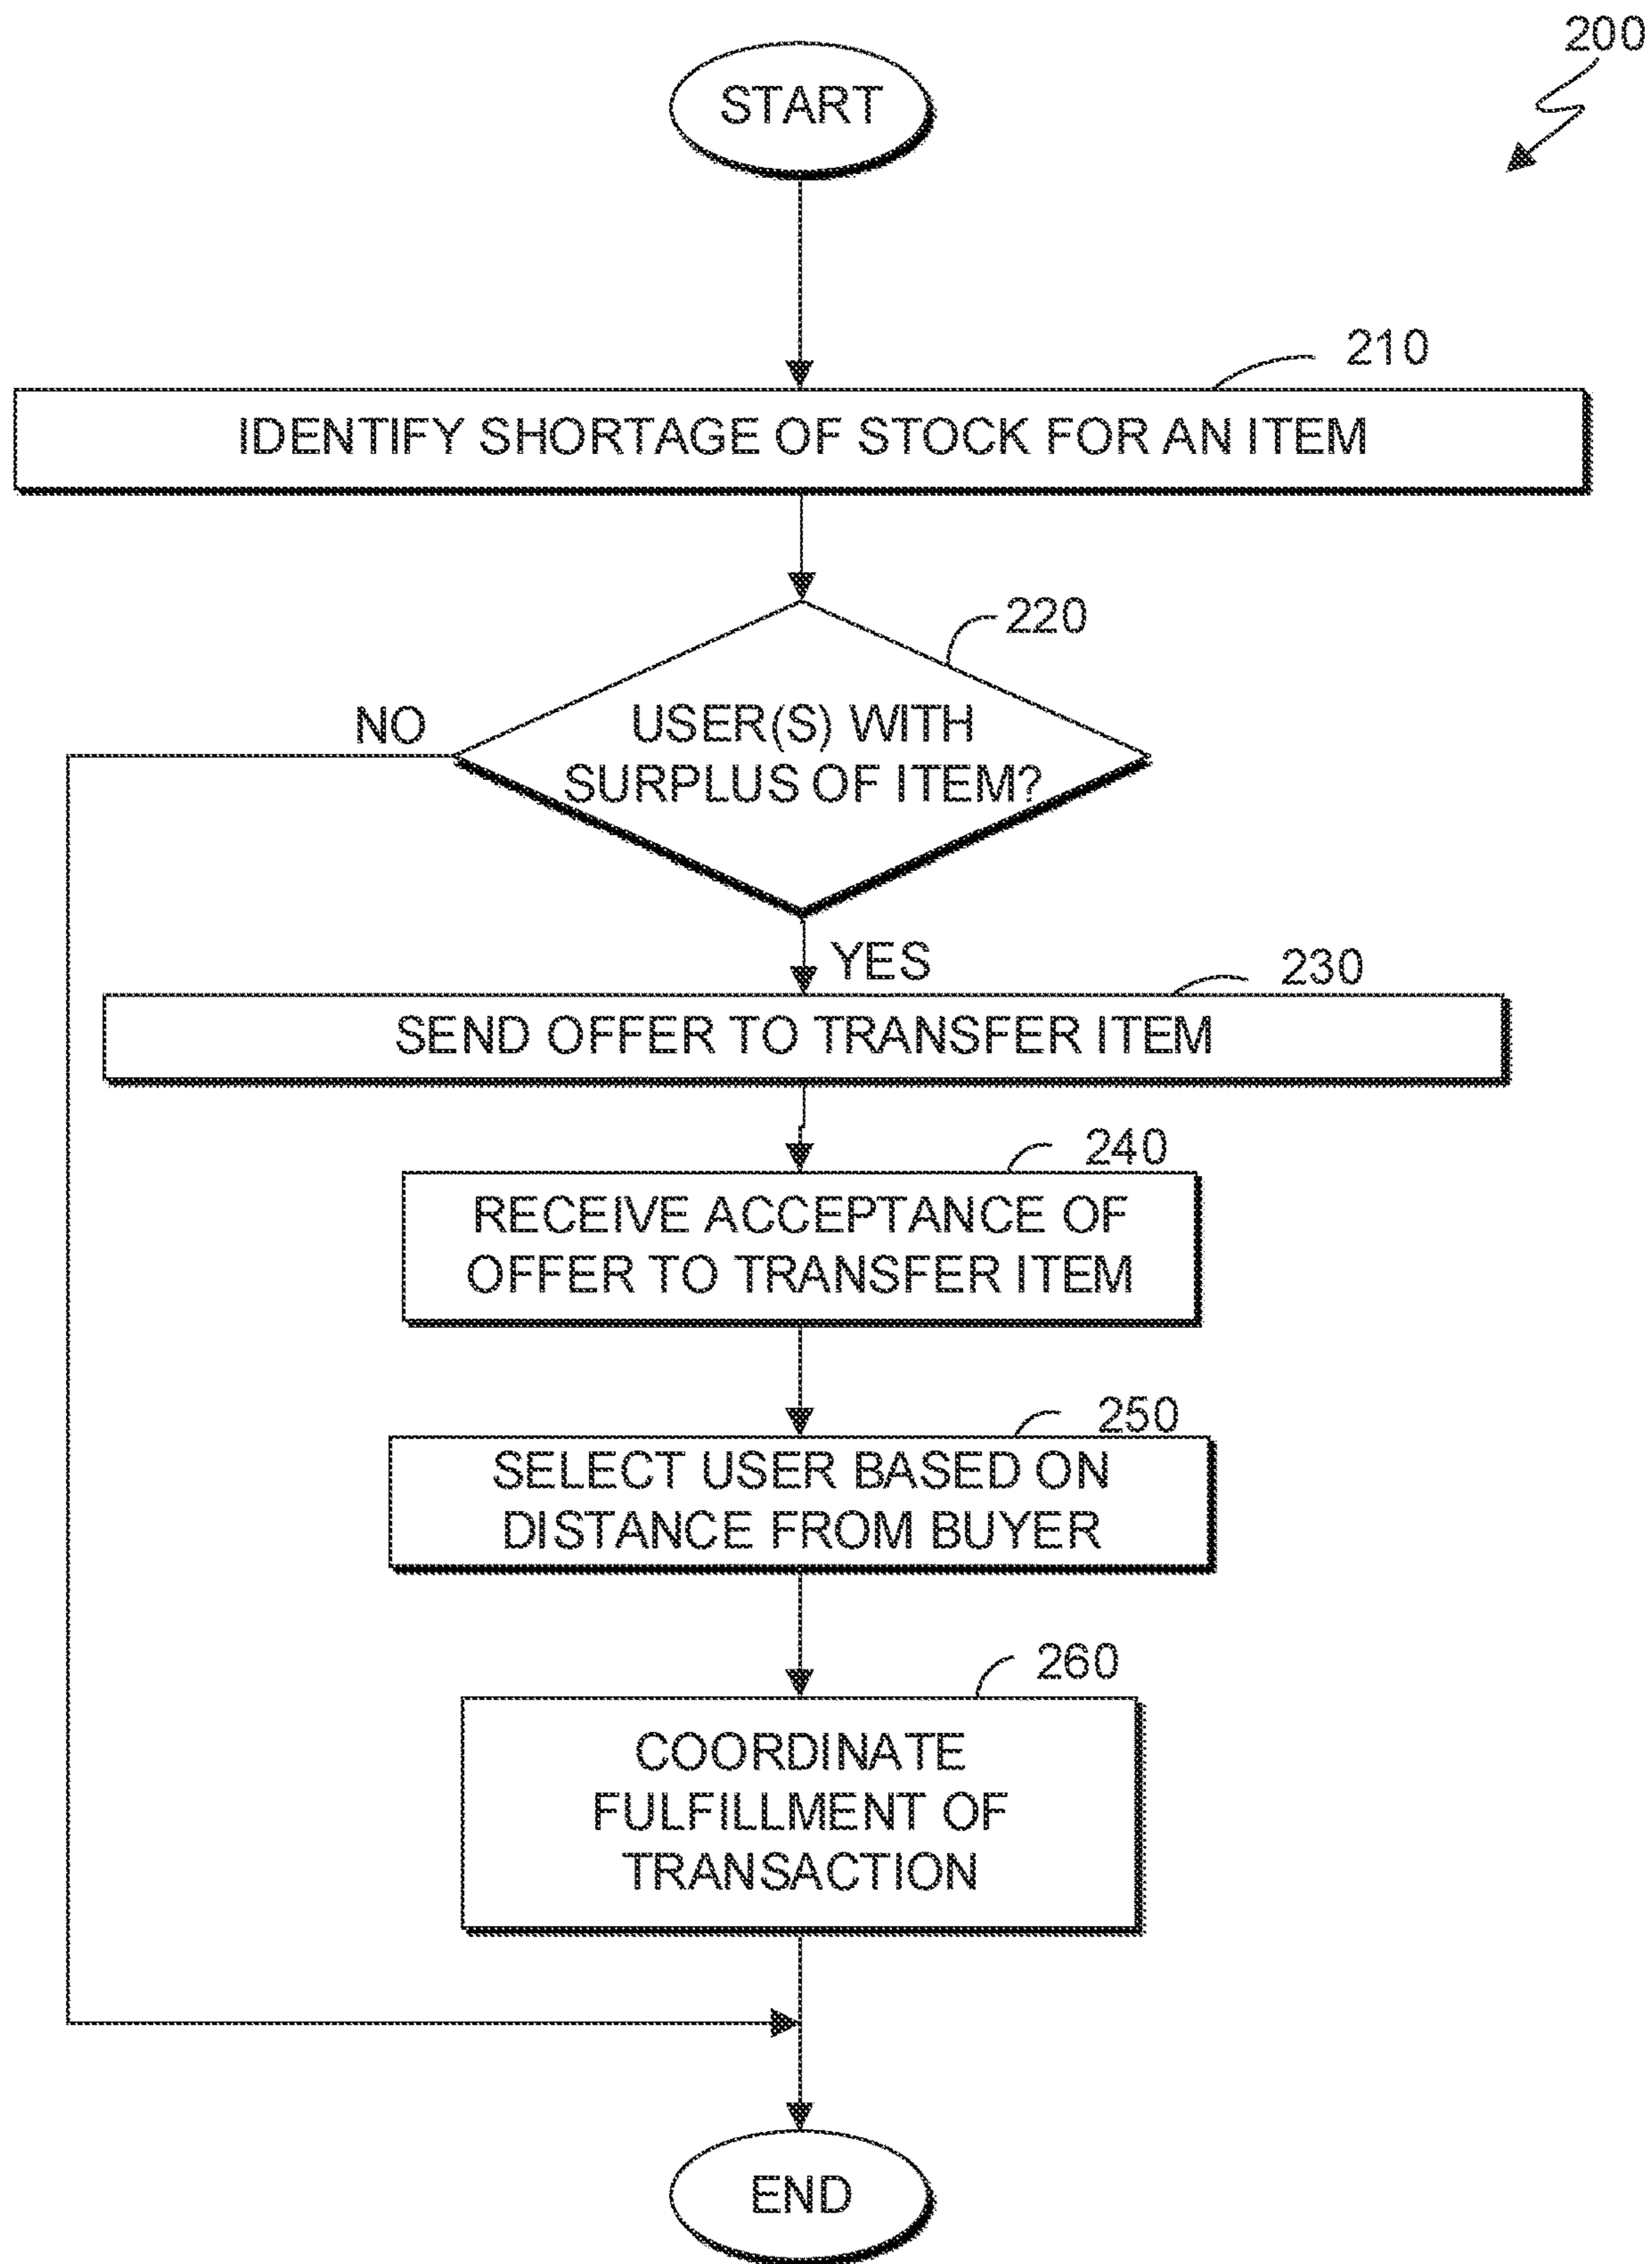 200
START
210
IDENTIFY SHORTAGE OF STOCK FOR AN ITEM
220
NO
USER(S) WITH
SURPLUS OF ITEM?
YES
230
SEND OFFER TO TRANSFER ITEM
240
RECEIVE ACCEPTANCE OF
OFFER TO TRANSFER ITEM
250
SELECT USER BASED ON
DISTANCE FROM BUYER
260
COORDINATE
FULFILLMENT OF
TRANSACTION
END